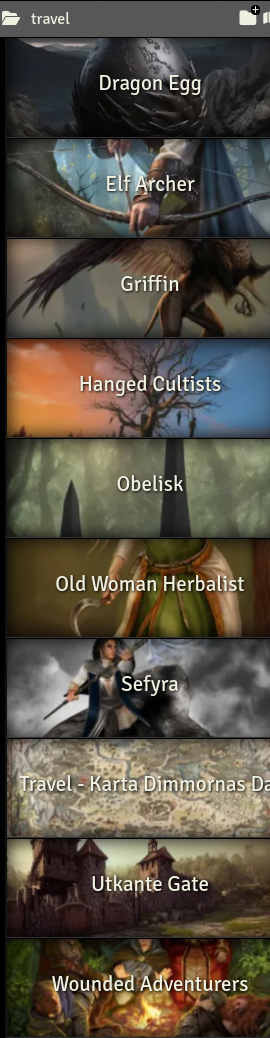 travel
Dragon Egg
Elf Archer
Griffin
Hanged Cultists
Obelisk
Old Woman Herbalist
Sefyra
Travel - Karta Dimmornas Da
Utkante Gate
Wounded Adventurers